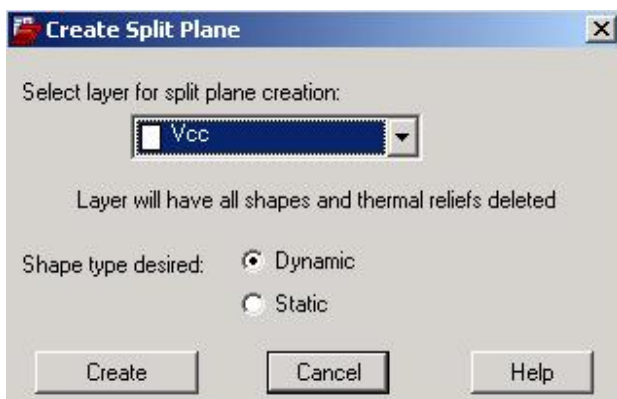 Create Split Plane
Select layer for split plane creation:
Vcc
Layer will have all shapes and thermal reliefs deleted
Shape type desired: Dynamic
Static
Create Cancel Help